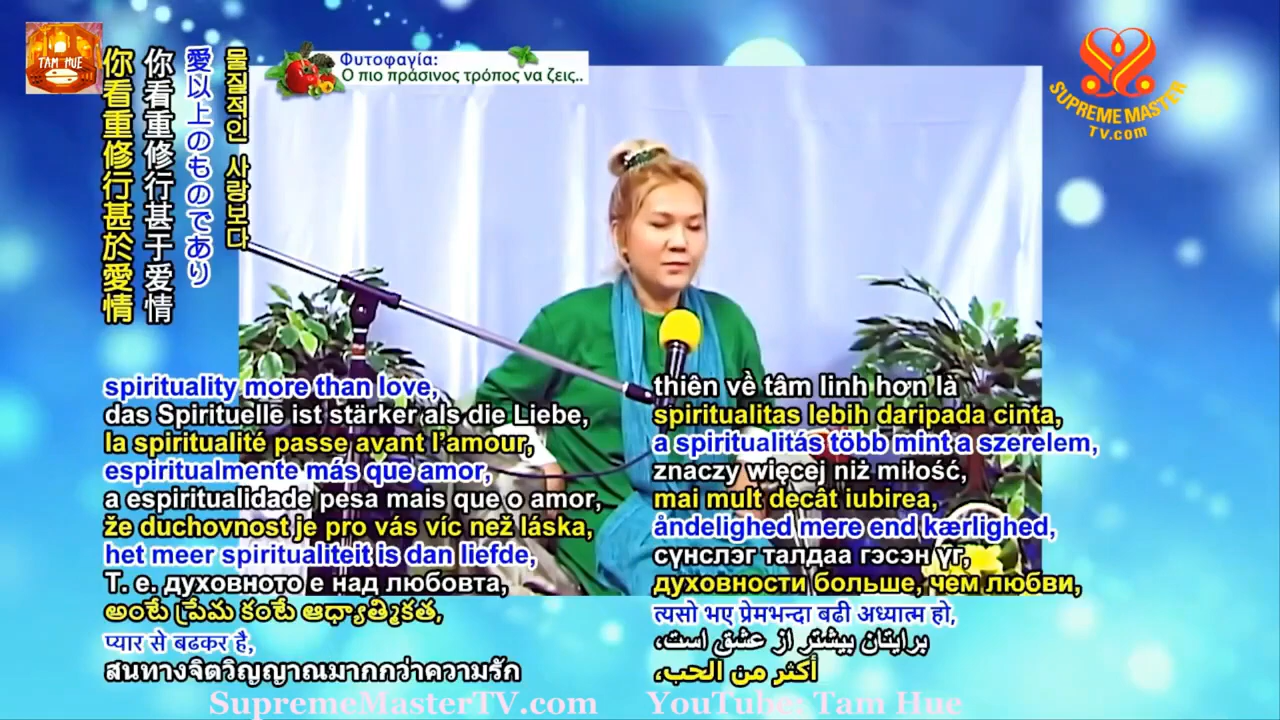 TAM HUE
Φυτοφαγία:
Ο πιο πράσινος τρόπος να ζεις..
SUPREME MASTER
TV.com
你看重修行甚於愛情
你看重修行甚于爱情
愛以上のものであり
물질적인 사랑보다
spirituality more than love,
das Spirituelle ist stärker als die Liebe,
la spiritualité passe avant l’amour,
espiritualmente más que amor,
a espiritualidade pesa mais que o amor,
že duchovnost je pro vás víc než láska,
het meer spiritualiteit is dan liefde,
Т. е. духовното е над любовта,
అంటే ప్రేమ కంటే ఆధ్యాత్మికత,
प्यार से बढकर है,
สนทางจิตวิญญาณมากกว่าความรัก
thiên về tâm linh hơn là
spiritualitas lebih daripada cinta,
a spiritualitás több mint a szerelem,
znaczy więcej niż miłość,
mai mult decât iubirea,
åndelighed mere end kærlighed,
сүнслэг талдаа гэсэн үг,
духовности больше, чем любви,
त्यसो भए प्रेमभन्दा बढी अध्यात्म हो,
برایتان بیشتر از عشق است،
أكثر من الحب،
SupremeMasterTV.com
YouTube: Tam Hue